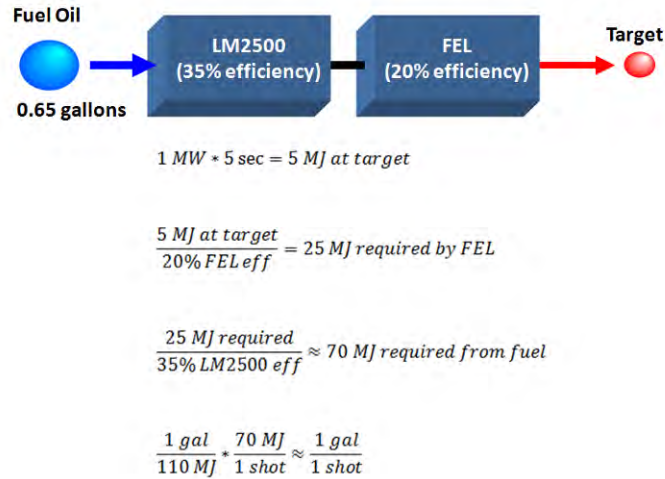 Fuel Oil
LM2500
(35% efficiency)
FEL
(20% efficiency)
Target
0.65 gallons
1 MW * 5 sec = 5 MJ at target
5 MJ at target / 20% FEL eff = 25 MJ required by FEL
25 MJ required / 35% LM2500 eff ≈ 70 MJ required from fuel
1 gal / 110 MJ * 70 MJ / 1 shot ≈ 1 gal / 1 shot